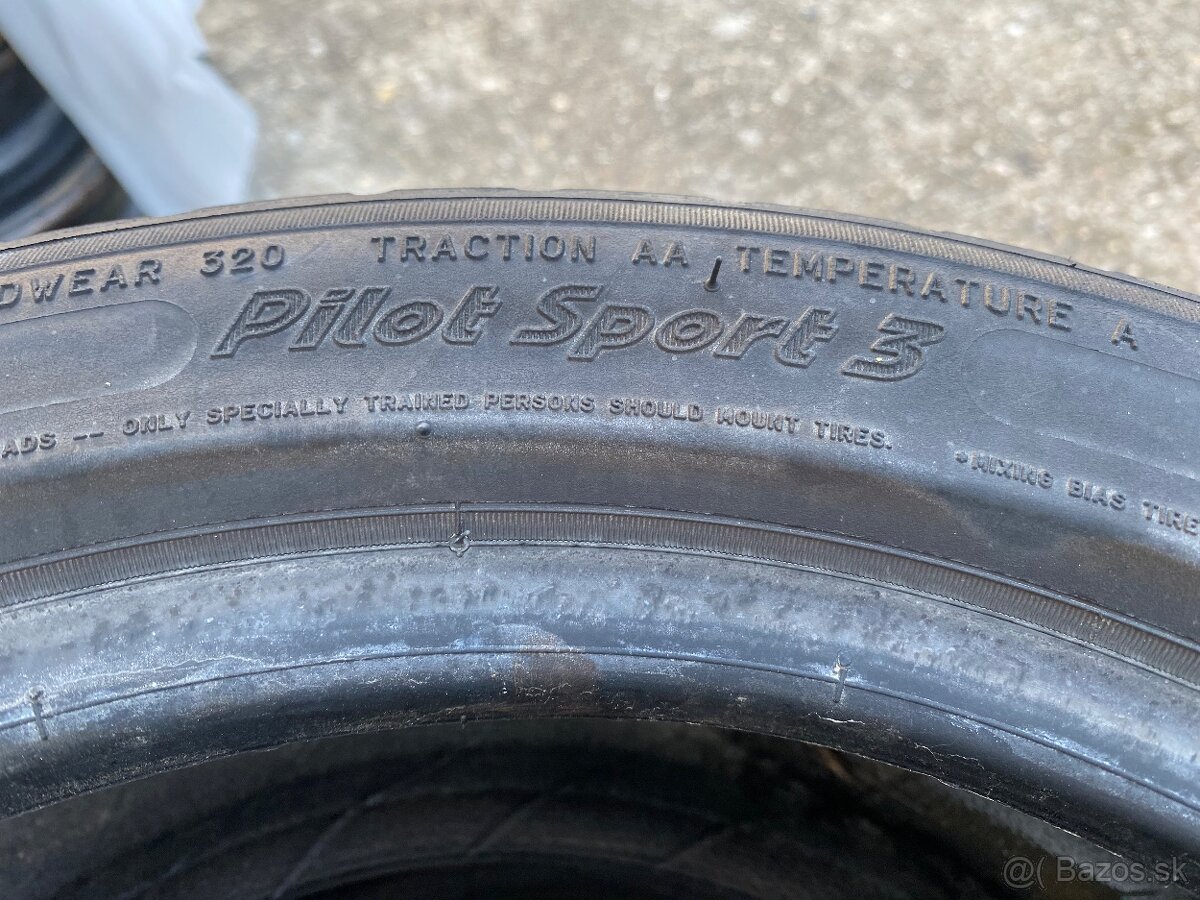 DWEAR 320 TRACTION AA TEMPERATURE A
Pilot Sport 3
ADS -- ONLY SPECIALLY TRAINED PERSONS SHOULD MOUNT TIRES.
*MIXING BIAS TIRE
@( Bazos.sk